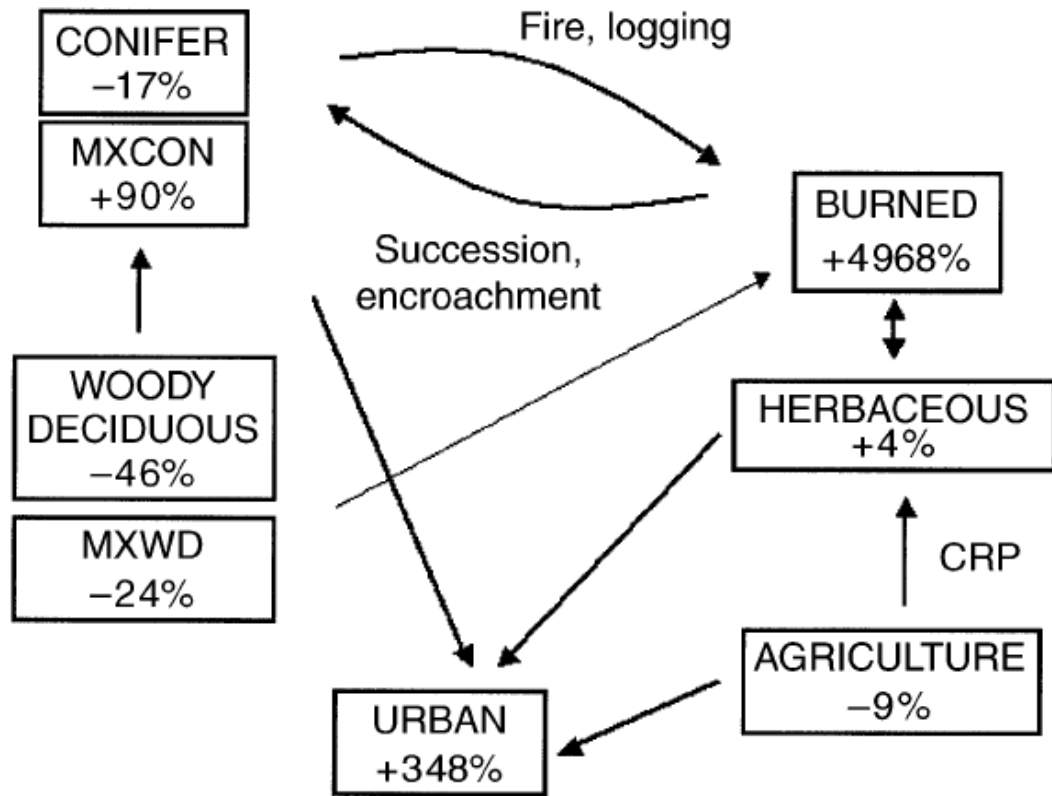 CONIFER
–17%
MXCON
+90%
Fire, logging
BURNED
+4968%
Succession,
encroachment
WOODY
DECIDUOUS
–46%
MXWD
–24%
HERBACEOUS
+4%
CRP
AGRICULTURE
–9%
URBAN
+348%